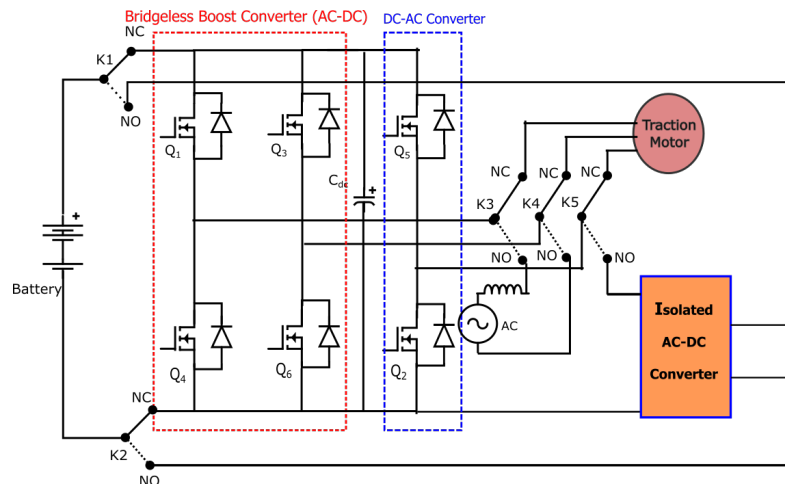 Bridgeless Boost Converter (AC-DC)
DC-AC Converter
NC
K1
NO
Q1
Q3
Q5
Cdc
+
Traction
Motor
NC
NC
NC
K3
K4
K5
NO
NO
NO
+
Battery
AC
Isolated
AC-DC
Converter
Q4
Q6
Q2
NC
K2
NO